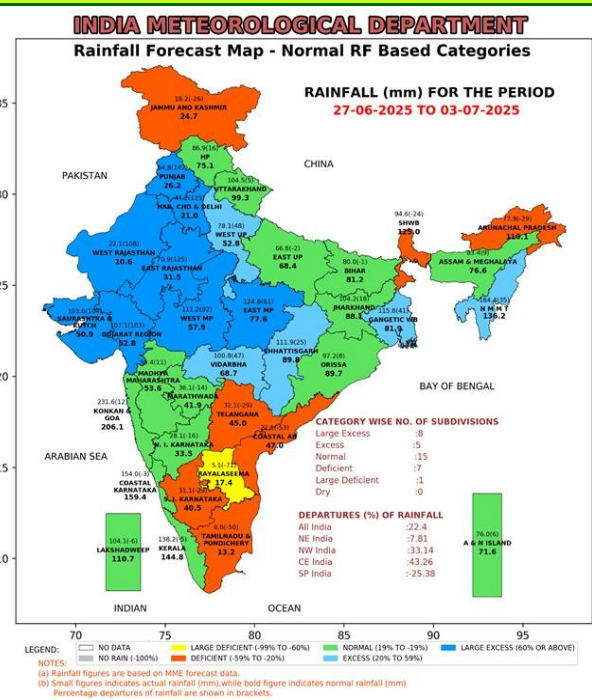 INDIA METEOROLOGICAL DEPARTMENT
Rainfall Forecast Map - Normal RF Based Categories
RAINFALL (mm) FOR THE PERIOD
27-06-2025 TO 03-07-2025
18.2(-26)
JAMMU AND KASHMIR
24.7
86.9(16)
HP
75.1
CHINA
PAKISTAN
PUNJAB
26.2
104.5(5)
UTTARAKHAND
99.3
HAR. CHD & DELHI
21.0
78.1(48)
WEST UP
52.8
94.6(-24)
SHWB
125.0
77.9(-29)
ARUNACHAL PRADESH
110.1
22.1(108)
WEST RAJASTHAN
10.6
70.9(125)
EAST RAJASTHAN
31.5
66.8(-2)
EAST UP
68.4
80.0(-1)
BIHAR
81.2
83.4(9)
ASSAM & MEGHALAYA
76.6
103.6(104)
SAURASHTRA &
KUTCH
50.9
107.1(103)
GUJARAT REGION
52.8
111.2(92)
WEST MP
57.9
124.8(61)
EAST MP
77.6
104.2(18)
JHARKHAND
88.1
115.8(41)
GANGETIC WB
81.9
184.4(35)
N M M T
136.2
MADHYA
MAHARASHTRA
53.6
100.8(47)
VIDARBHA
68.7
111.9(25)
CHHATTISGARH
89.8
97.2(8)
ORISSA
89.7
36.1(-14)
MARATHWADA
41.9
BAY OF BENGAL
231.6(12)
KONKAN &
GOA
206.1
32.1(-29)
TELANGANA
45.0
COASTAL AP
47.0
28.1(-16)
N. I. KARNATAKA
33.5
ARABIAN SEA
5.1(-71)
RAYALASEEMA
17.4
154.0(-3)
COASTAL
KARNATAKA
159.4
S. I. KARNATAKA
40.5
104.1(-6)
LAKSHADWEEP
110.7
138.2(-5)
KERALA
144.8
6.6(-50)
TAMILNADU &
PONDICHERY
13.2
76.0(6)
A & N ISLAND
71.6
INDIAN OCEAN
CATEGORY WISE NO. OF SUBDIVISIONS
Large Excess :8
Excess :5
Normal :15
Deficient :7
Large Deficient :1
Dry :0
DEPARTURES (%) OF RAINFALL
All India :22.4
NE India :7.81
NW India :33.14
CE India :43.26
SP India :-25.38
70 75 80 85 90 95
LEGEND: NO DATA LARGE DEFICIENT (-99% TO -60%) NORMAL (19% TO -19%) LARGE EXCESS (60% OR ABOVE)
NO RAIN (-100%) DEFICIENT (-59% TO -20%) EXCESS (20% TO 59%)
NOTES:
(a) Rainfall figures are based on MME forecast data.
(b) Small figures indicates actual rainfall (mm),while bold figure indicates normal rainfall (mm)
Percentage departures of rainfall are shown in brackets.